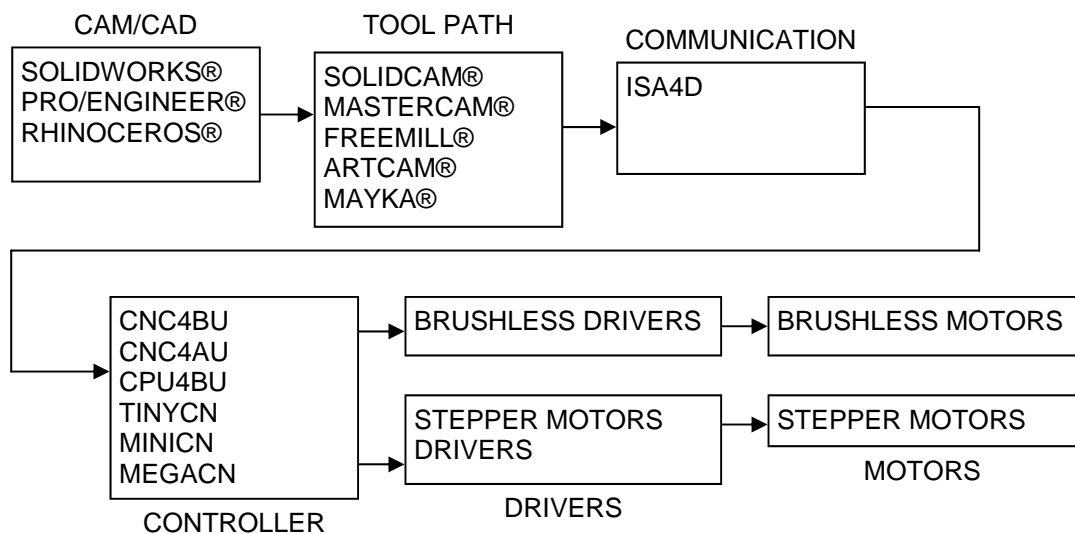 CAM/CAD
SOLIDWORKS®
PRO/ENGINEER®
RHINOCEROS®
TOOL PATH
SOLIDCAM®
MASTERCAM®
FREEMILL®
ARTCAM®
MAYKA®
COMMUNICATION
ISA4D
CNC4BU
CNC4AU
CPU4BU
TINYCN
MINICN
MEGACN
CONTROLLER
BRUSHLESS DRIVERS
STEPPER MOTORS
DRIVERS
DRIVERS
BRUSHLESS MOTORS
STEPPER MOTORS
MOTORS